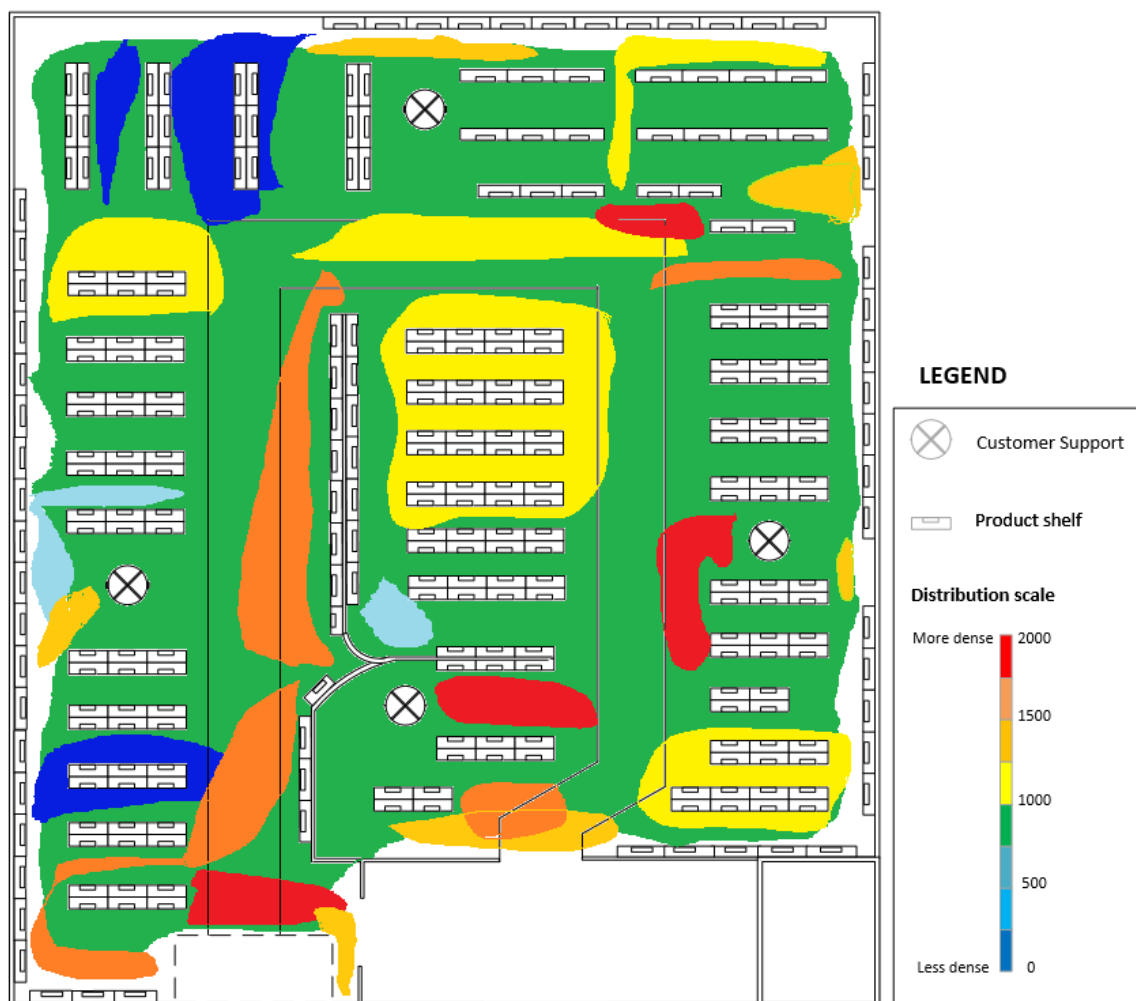 LEGEND
Customer Support
Product shelf
Distribution scale
More dense 2000
1500
1000
500
Less dense 0